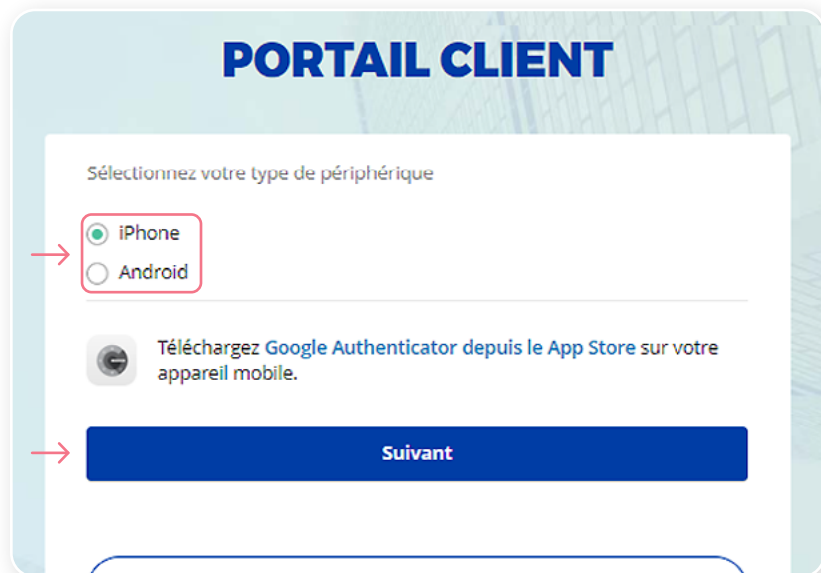 PORTAIL CLIENT
Sélectionnez votre type de périphérique
iPhone
Android
Téléchargez Google Authenticator depuis le App Store sur votre
appareil mobile.
Suivant